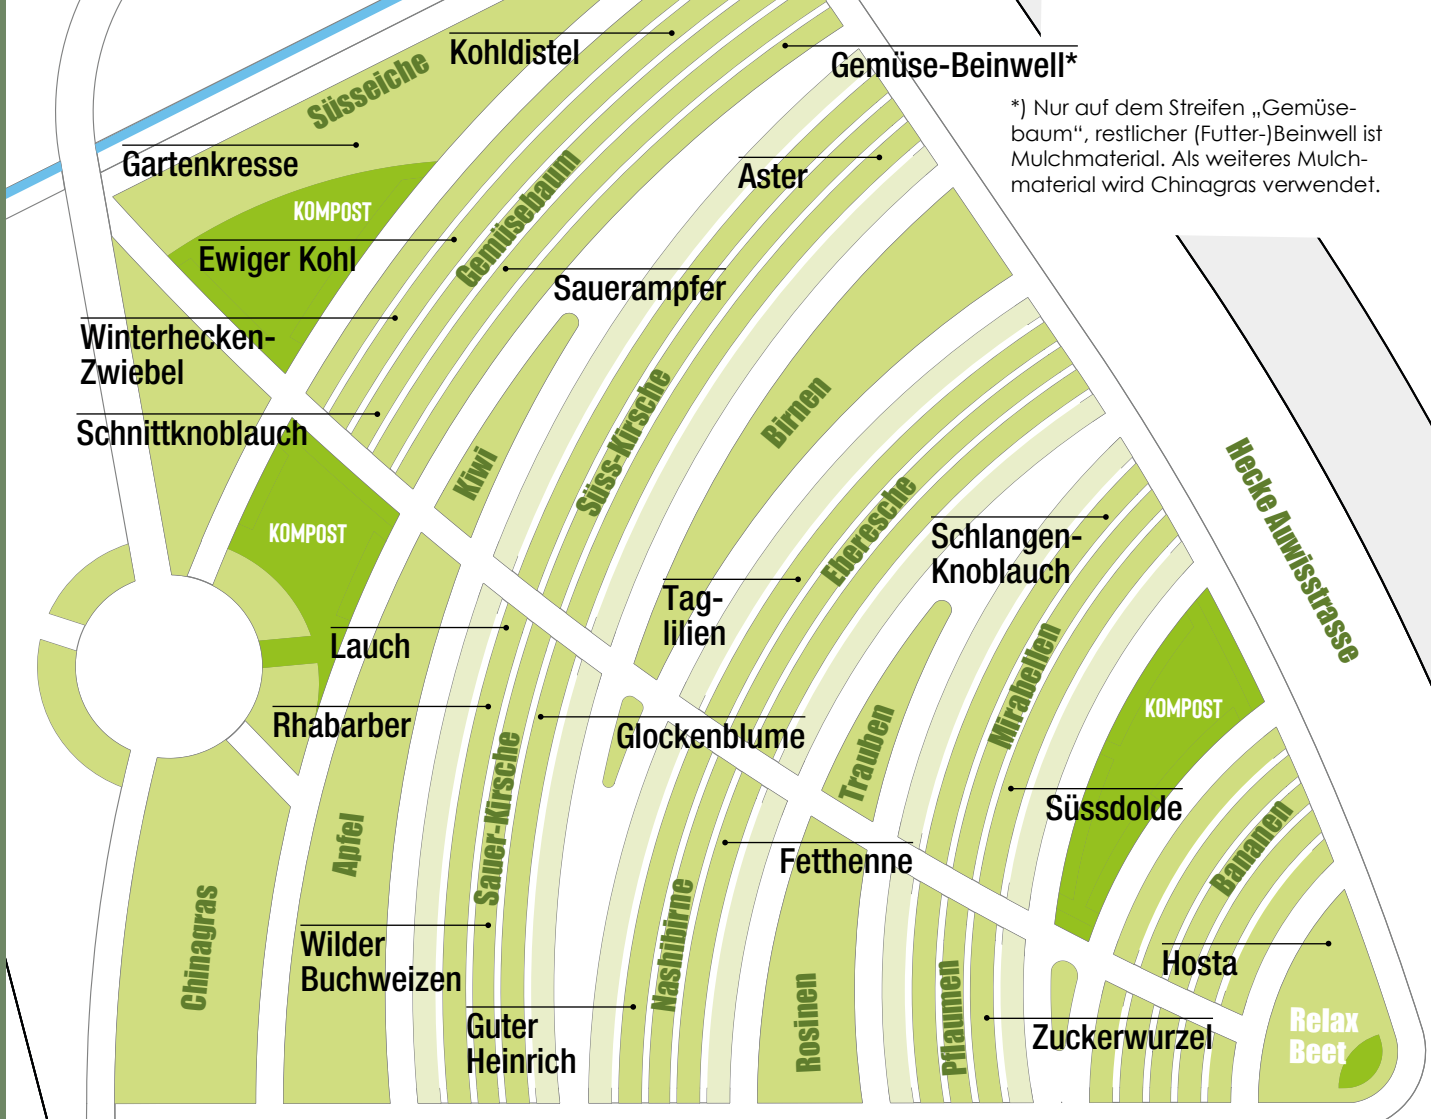 Kohldistel
Gemüse-Beinwell*
*) Nur auf dem Streifen „Gemüse-
baum“, restlicher (Futter-)Beinwell ist
Mulchmaterial. Als weiteres Mulch-
material wird Chinagras verwendet.
Süsseiche
Gartenkresse
Aster
KOMPOST
Gemüsebaum
Ewiger Kohl
Sauerampfer
Winterhecken-
Zwiebel
Schnittknoblauch
Süss-Kirsche
Birnen
Kiwi
Hecke Auwisstrasse
KOMPOST
Eberesche
Schlangen-
Knoblauch
Tag-
lilien
Lauch
Mirabellen
KOMPOST
Rhabarber
Glockenblume
Trauben
Sauer-Kirsche
Süssdolde
Apfel
Fetthenne
Bananen
Chinagras
Wilder
Buchweizen
Nashibirne
Hosta
Guter
Heinrich
Rosinen
Pflaumen
Zuckerwurzel
Relax
Beet